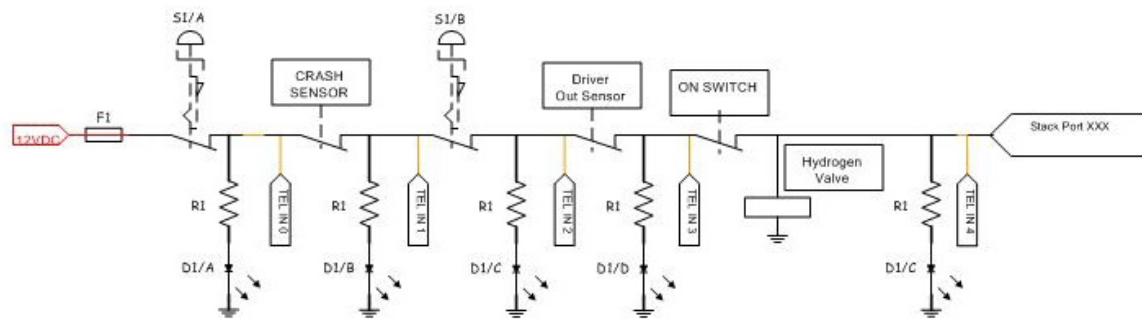 S1/A
S1/B
CRASH
SENSOR
Driver
Out Sensor
ON SWITCH
F1
12VDC
Stack Port XXX
Hydrogen
Valve
R1
TEL IN 0
R1
TEL IN 1
R1
TEL IN 2
R1
TEL IN 3
R1
TEL IN 4
D1/A
D1/B
D1/C
D1/D
D1/C